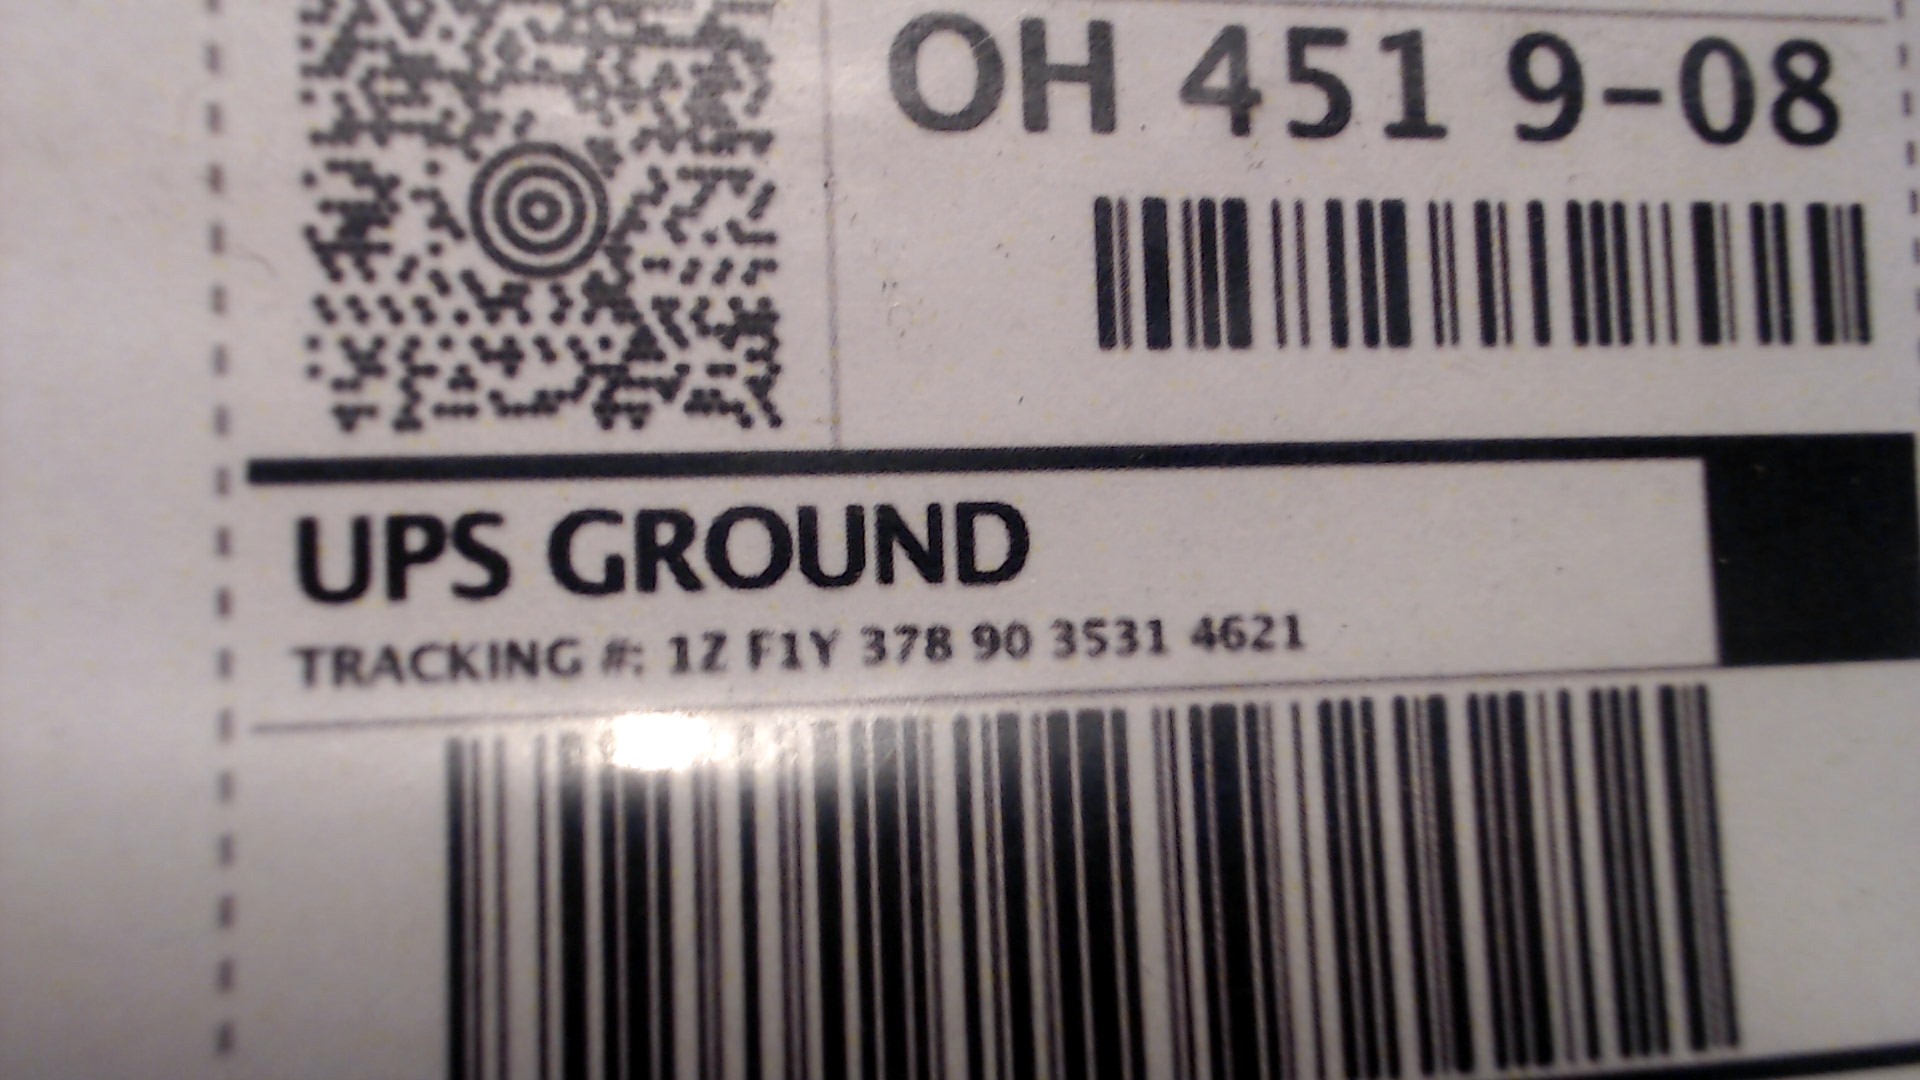 OH 451 9-08
UPS GROUND
TRACKING #: 1Z F1Y 378 90 3531 4621